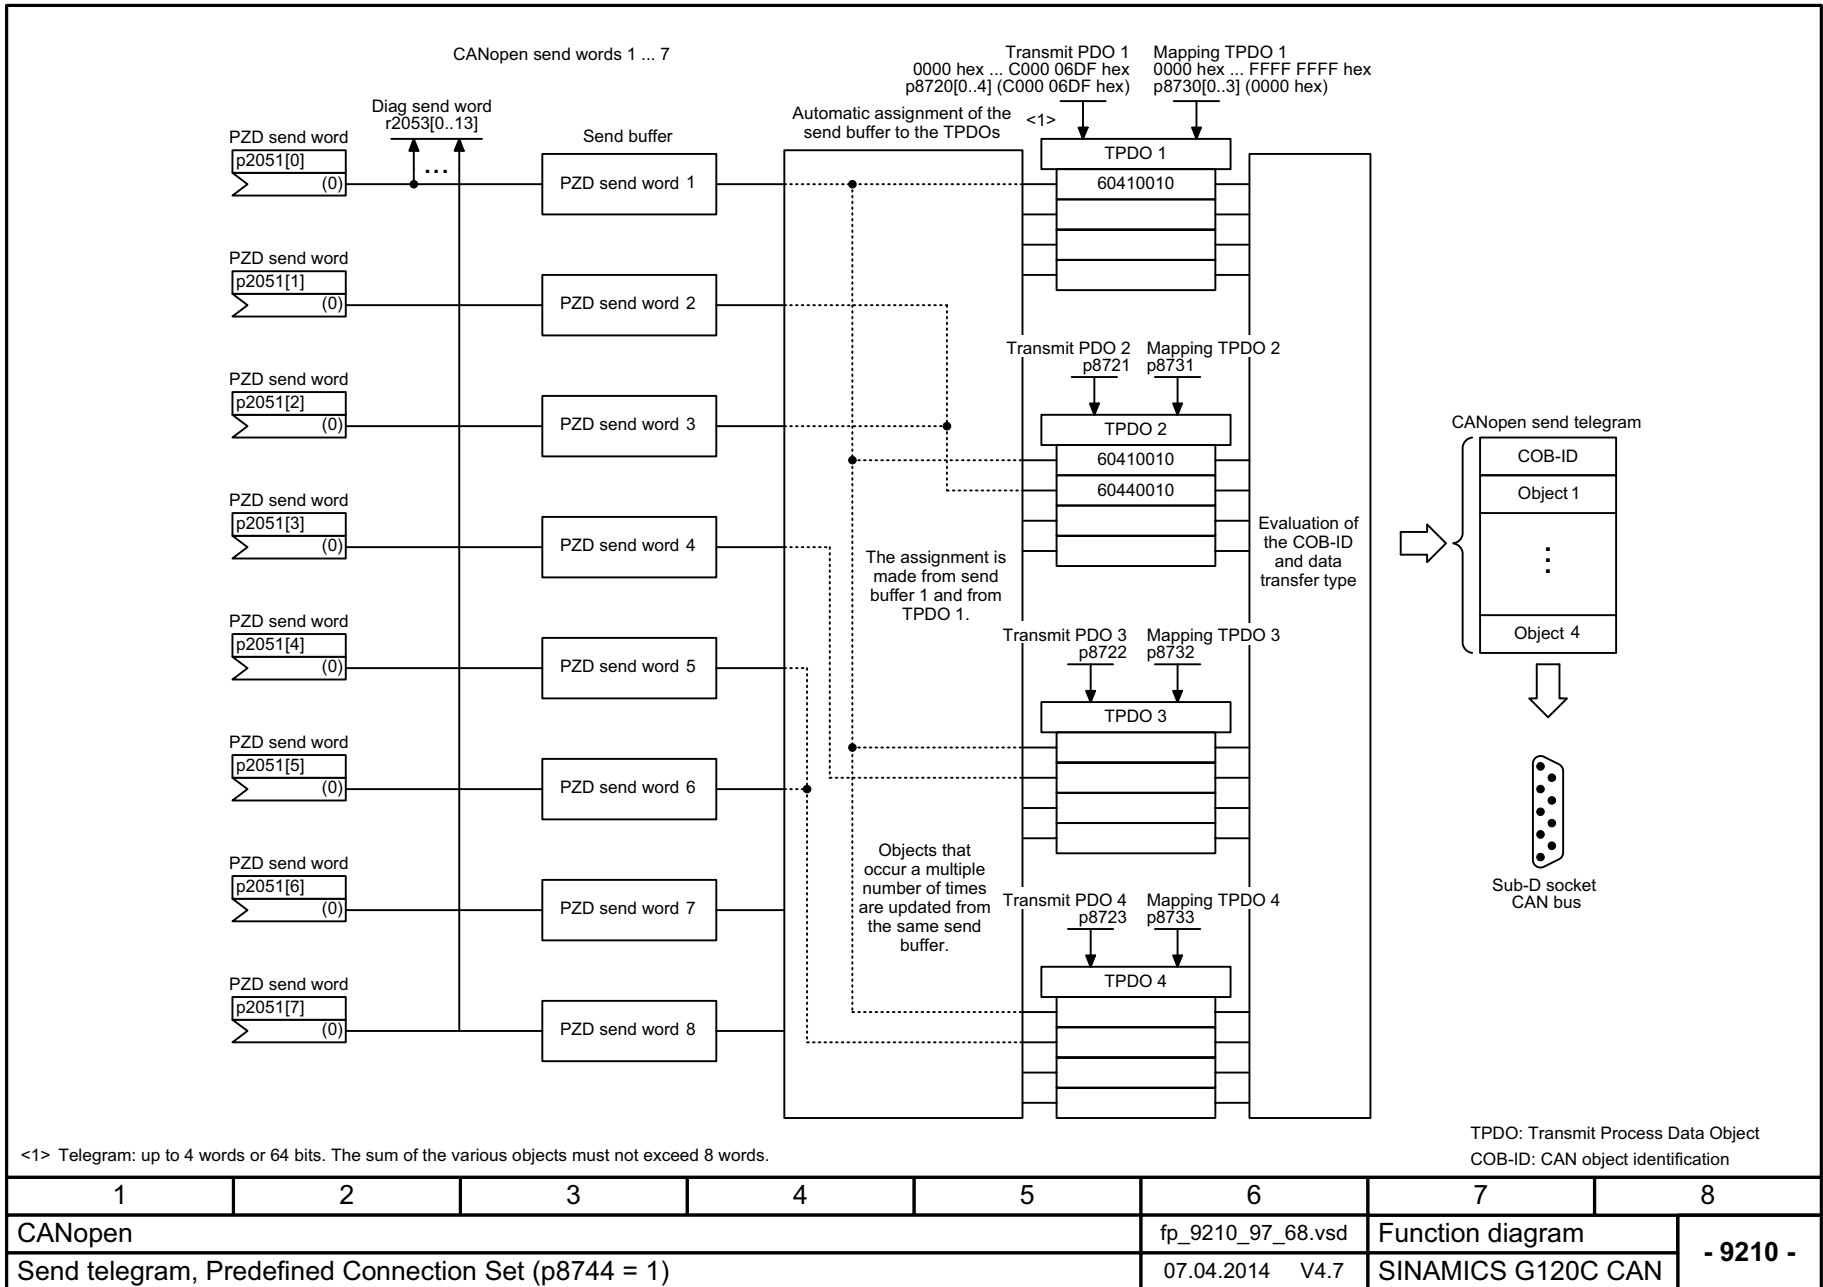 CANopen send words 1 ... 7
Diag send word
r2053[0..13]
...
Send buffer
Automatic assignment of the
send buffer to the TPDOs
Transmit PDO 1
0000 hex ... C000 06DF hex
p8720[0..4] (C000 06DF hex)
Mapping TPDO 1
0000 hex ... FFFF FFFF hex
p8730[0..3] (0000 hex)
<1>
PZD send word
p2051[0]
(0)
PZD send word 1
TPDO 1
60410010
PZD send word
p2051[1]
(0)
PZD send word 2
Transmit PDO 2
p8721
Mapping TPDO 2
p8731
PZD send word
p2051[2]
(0)
PZD send word 3
TPDO 2
60410010
60440010
PZD send word
p2051[3]
(0)
PZD send word 4
The assignment is
made from send
buffer 1 and from
TPDO 1.
Evaluation of
the COB-ID
and data
transfer type
CANopen send telegram
COB-ID
Object 1
⋮
Object 4
PZD send word
p2051[4]
(0)
PZD send word 5
Transmit PDO 3
p8722
Mapping TPDO 3
p8732
TPDO 3
PZD send word
p2051[5]
(0)
PZD send word 6
Sub-D socket
CAN bus
PZD send word
p2051[6]
(0)
PZD send word 7
Objects that
occur a multiple
number of times
are updated from
the same send
buffer.
Transmit PDO 4
p8723
Mapping TPDO 4
p8733
TPDO 4
PZD send word
p2051[7]
(0)
PZD send word 8
TPDO: Transmit Process Data Object
COB-ID: CAN object identification
<1> Telegram: up to 4 words or 64 bits. The sum of the various objects must not exceed 8 words.
1 2 3 4 5 6 7 8
CANopen
fp_9210_97_68.vsd
Function diagram
- 9210 -
Send telegram, Predefined Connection Set (p8744 = 1)
07.04.2014 V4.7
SINAMICS G120C CAN